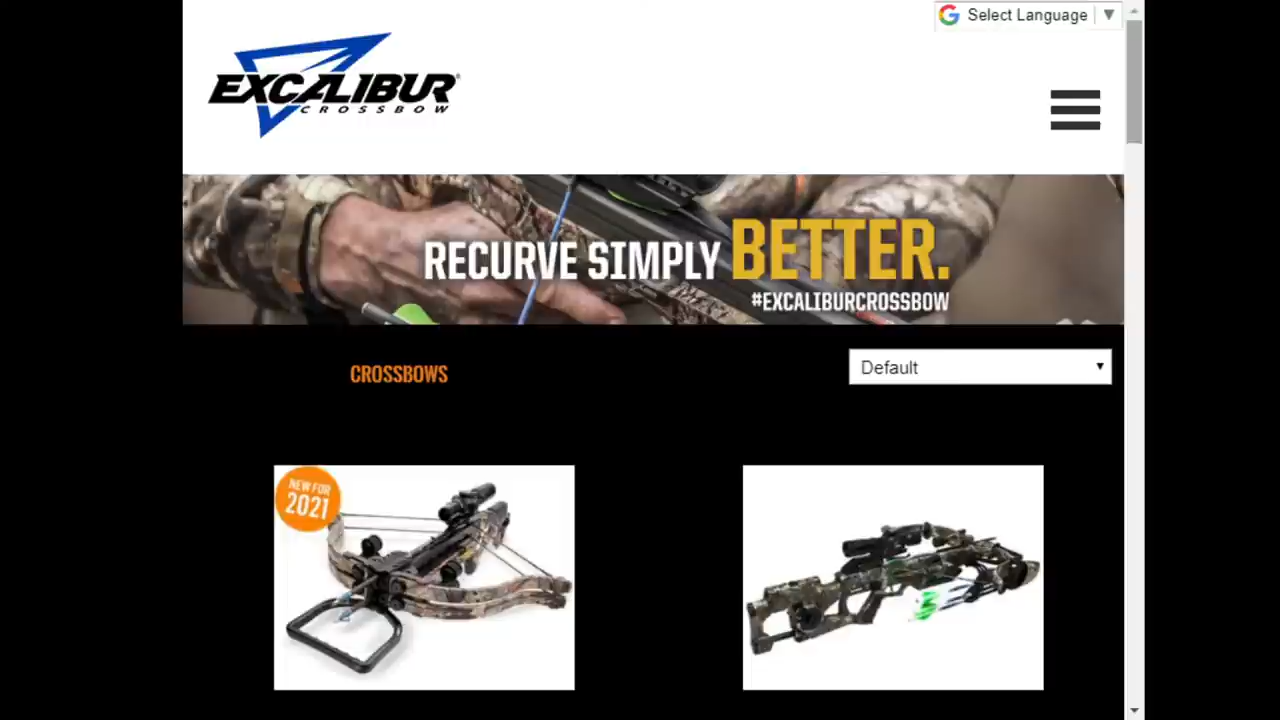 Select Language ▼
EXCALIBUR®
CROSSBOW
RECURVE SIMPLY BETTER.
#EXCALIBURCROSSBOW
CROSSBOWS
Default
NEW FOR
2021